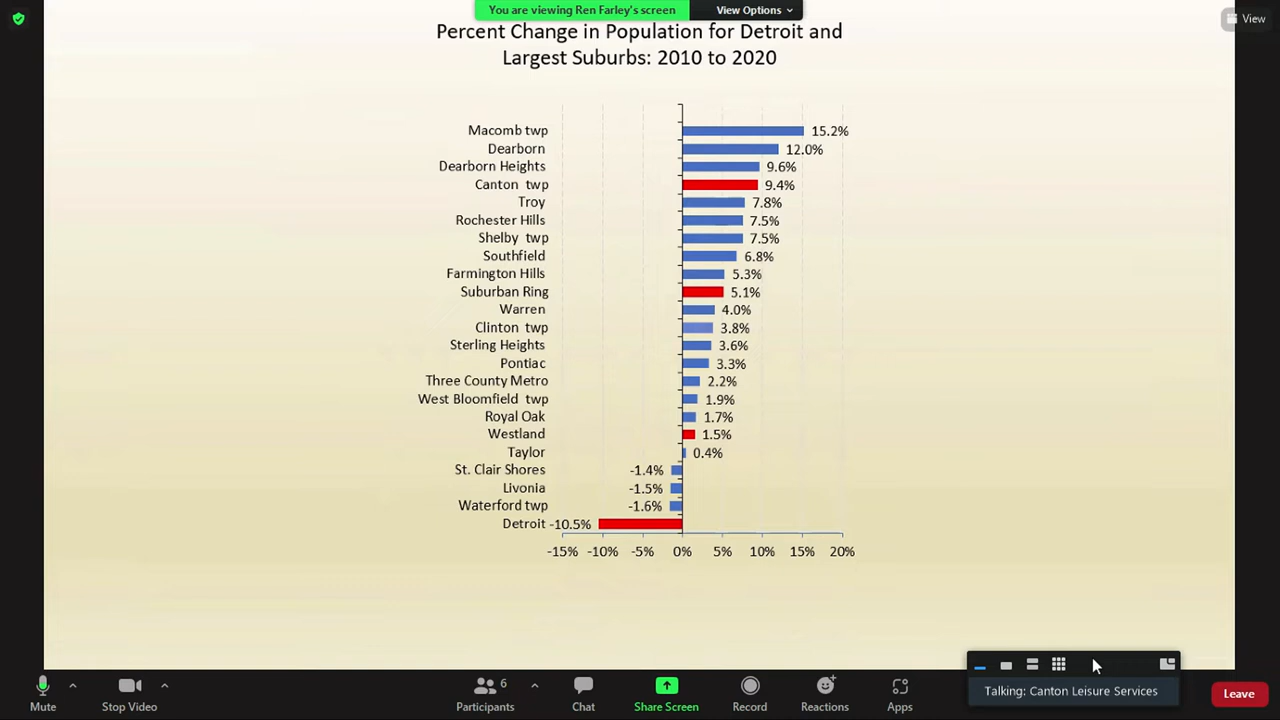 You are viewing Ren Farley's screen
View Options
View
Percent Change in Population for Detroit and
Largest Suburbs: 2010 to 2020
Macomb twp 15.2%
Dearborn 12.0%
Dearborn Heights 9.6%
Canton twp 9.4%
Troy 7.8%
Rochester Hills 7.5%
Shelby twp 7.5%
Southfield 6.8%
Farmington Hills 5.3%
Suburban Ring 5.1%
Warren 4.0%
Clinton twp 3.8%
Sterling Heights 3.6%
Pontiac 3.3%
Three County Metro 2.2%
West Bloomfield twp 1.9%
Royal Oak 1.7%
Westland 1.5%
Taylor 0.4%
St. Clair Shores -1.4%
Livonia -1.5%
Waterford twp -1.6%
Detroit -10.5%
-15% -10% -5% 0% 5% 10% 15% 20%
Talking: Canton Leisure Services
6
Mute Stop Video Participants Chat Share Screen Record Reactions Apps Leave